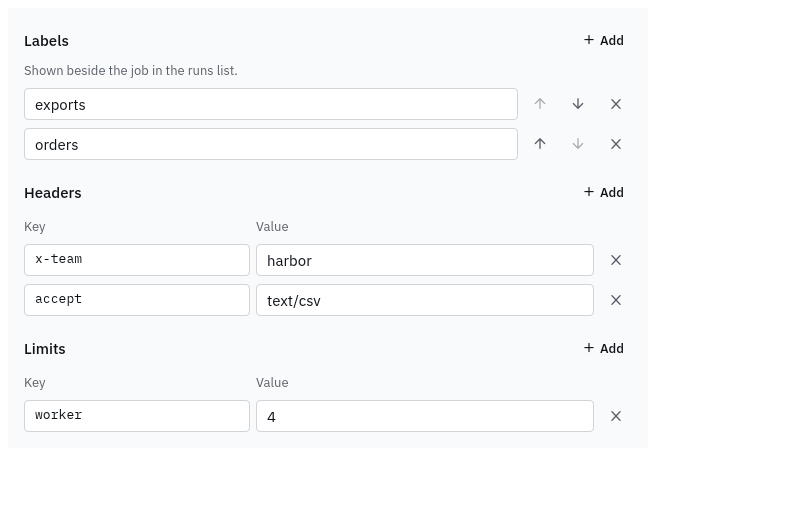 Labels
+ Add
Shown beside the job in the runs list.
exports
orders
Headers
+ Add
Key Value
x-team harbor
accept text/csv
Limits
+ Add
Key Value
worker 4